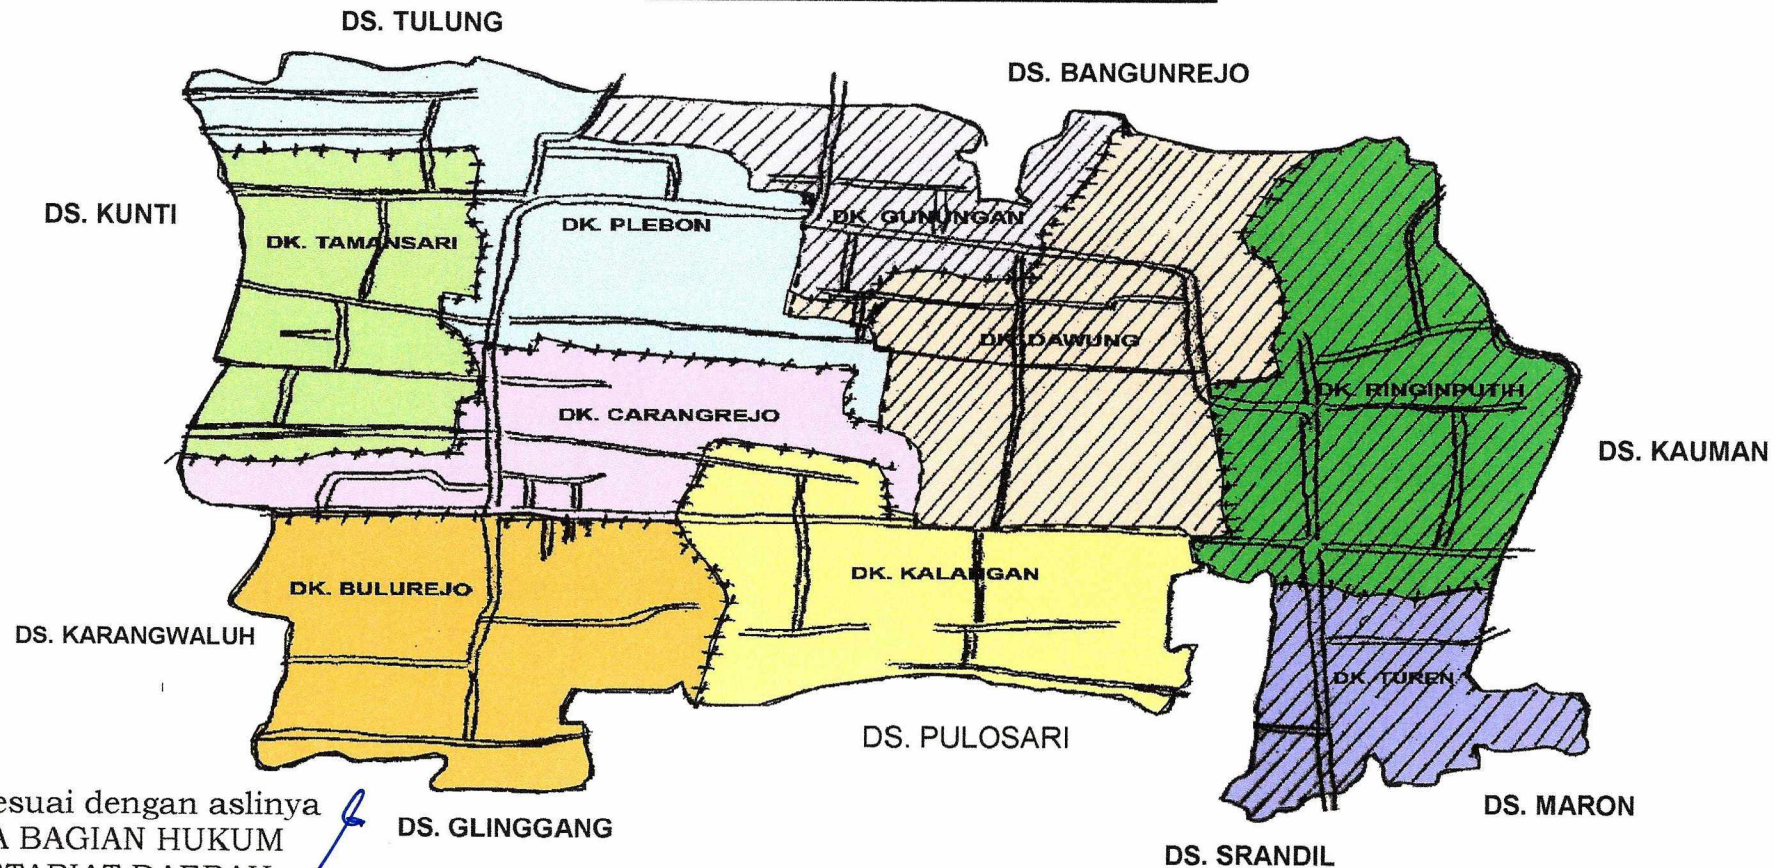 DS. TULUNG
DS. BANGUNREJO
DS. KUNTI
DK. TAMANSARI
DK. PLEBON
DK. GUNUNGAN
DK. DAWUNG
DK. RINGINPUTIH
DK. CARANGREJO
DS. KAUMAN
DK. BULUREJO
DK. KALANGAN
DS. KARANGWALUH
DK. TUREN
DS. PULOSARI
esuai dengan aslinya
A BAGIAN HUKUM
DS. GLINGGANG
DS. MARON
DS. SRANDIL